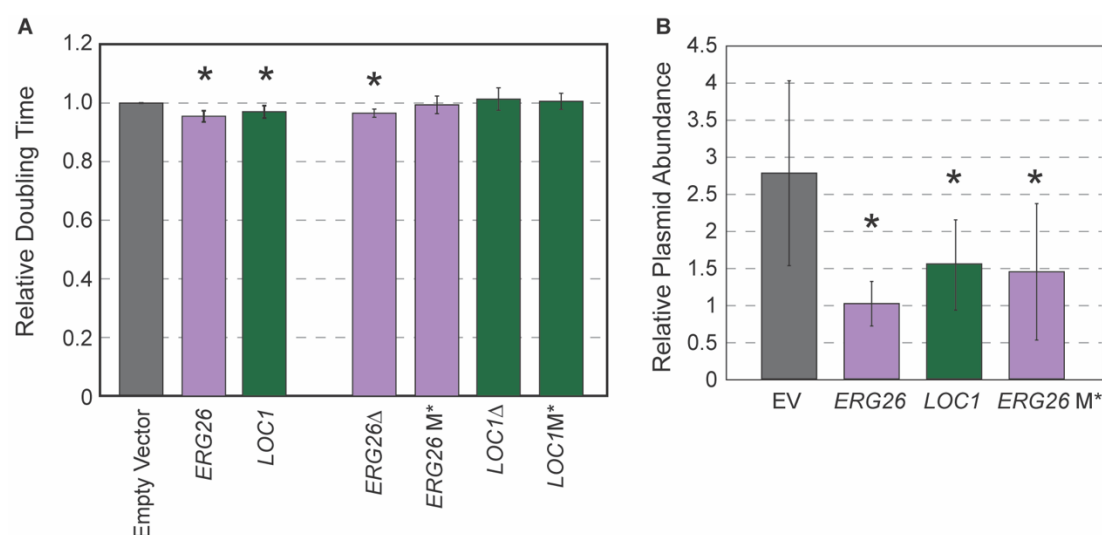 A
Relative Doubling Time
1.2
1.0
0.8
0.6
0.4
0.2
0
*
*
*
Empty Vector
ERG26
LOC1
ERG26Δ
ERG26 M*
LOC1Δ
LOC1M*
B
Relative Plasmid Abundance
4.5
4
3.5
3
2.5
2
1.5
1
0.5
0
*
*
*
EV
ERG26
LOC1
ERG26 M*